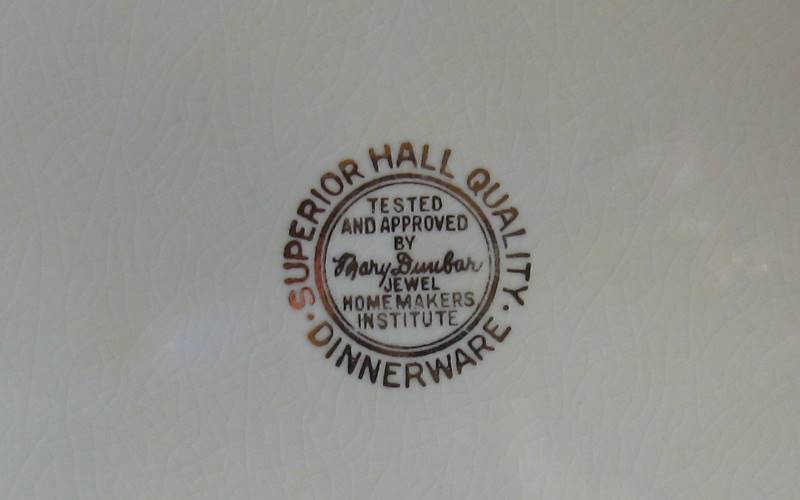 SUPERIOR HALL QUALITY
· DINNERWARE ·
TESTED
AND APPROVED
BY
Mary Dunbar
JEWEL
HOMEMAKERS
INSTITUTE